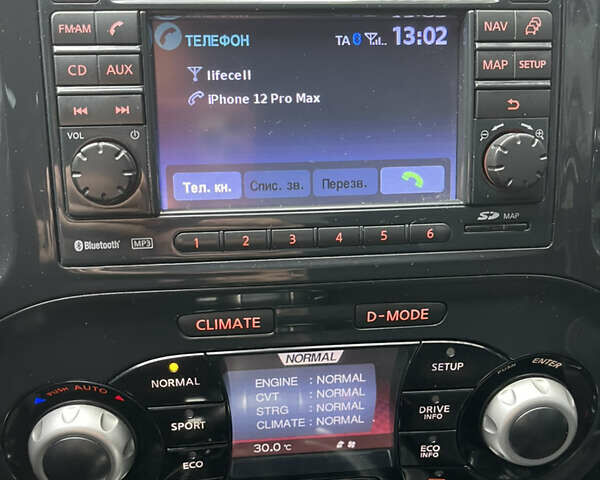 FM·AM
CD AUX
VOL
ТЕЛЕФОН TA 13:02
lifecell
iPhone 12 Pro Max
Тел. кн. Спис. зв. Перезв.
NAV
MAP SETUP
SD MAP
Bluetooth MP3 1 2 3 4 5 6
CLIMATE D-MODE
PUSH AUTO
NORMAL
SPORT
ECO
NORMAL
ENGINE : NORMAL
CVT : NORMAL
STRG : NORMAL
CLIMATE : NORMAL
30.0 °C
SETUP
DRIVE INFO
ECO INFO
PUSH ENTER